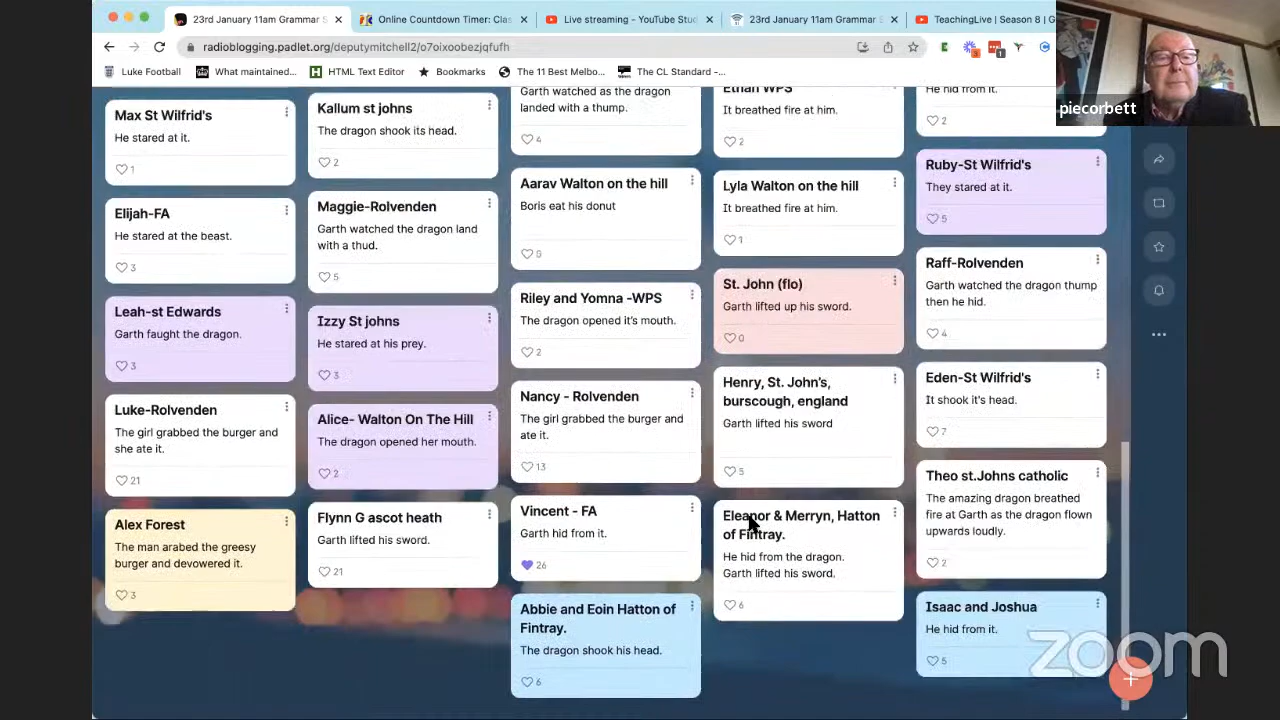 23rd January 11am Grammar S
Online Countdown Timer: Clas
Live streaming - YouTube Stu
23rd January 11am Grammar S
TeachingLive | Season 8 | G
radioblogging.padlet.org/deputymitchell2/o7oixoobezjqfufh
Luke Football
What maintained...
HTML Text Editor
Bookmarks
The 11 Best Melbo...
The CL Standard -...
piecorbett
Max St Wilfrid's
He stared at it.
1
Elijah-FA
He stared at the beast.
3
Leah-st Edwards
Garth faught the dragon.
3
Luke-Rolvenden
The girl grabbed the burger and
she ate it.
21
Alex Forest
The man arabed the greesy
burger and devowered it.
3
Kallum st johns
The dragon shook its head.
2
Maggie-Rolvenden
Garth watched the dragon land
with a thud.
5
Izzy St johns
He stared at his prey.
3
Alice- Walton On The Hill
The dragon opened her mouth.
2
Flynn G ascot heath
Garth lifted his sword.
21
Garth watched as the dragon
landed with a thump.
4
Aarav Walton on the hill
Boris eat his donut
0
Riley and Yomna -WPS
The dragon opened it's mouth.
2
Nancy - Rolvenden
The girl grabbed the burger and
ate it.
13
Vincent - FA
Garth hid from it.
26
Abbie and Eoin Hatton of
Fintray.
The dragon shook his head.
6
Ethan WPS
It breathed fire at him.
2
Lyla Walton on the hill
It breathed fire at him.
1
St. John (flo)
Garth lifted up his sword.
0
Henry, St. John's,
burscough, england
Garth lifted his sword
5
Eleanor & Merryn, Hatton
of Fintray.
He hid from the dragon.
Garth lifted his sword.
6
He hid from it.
2
Ruby-St Wilfrid's
They stared at it.
5
Raff-Rolvenden
Garth watched the dragon thump
then he hid.
4
Eden-St Wilfrid's
It shook it's head.
7
Theo st.Johns catholic
The amazing dragon breathed
fire at Garth as the dragon flown
upwards loudly.
2
Isaac and Joshua
He hid from it.
5
zoom